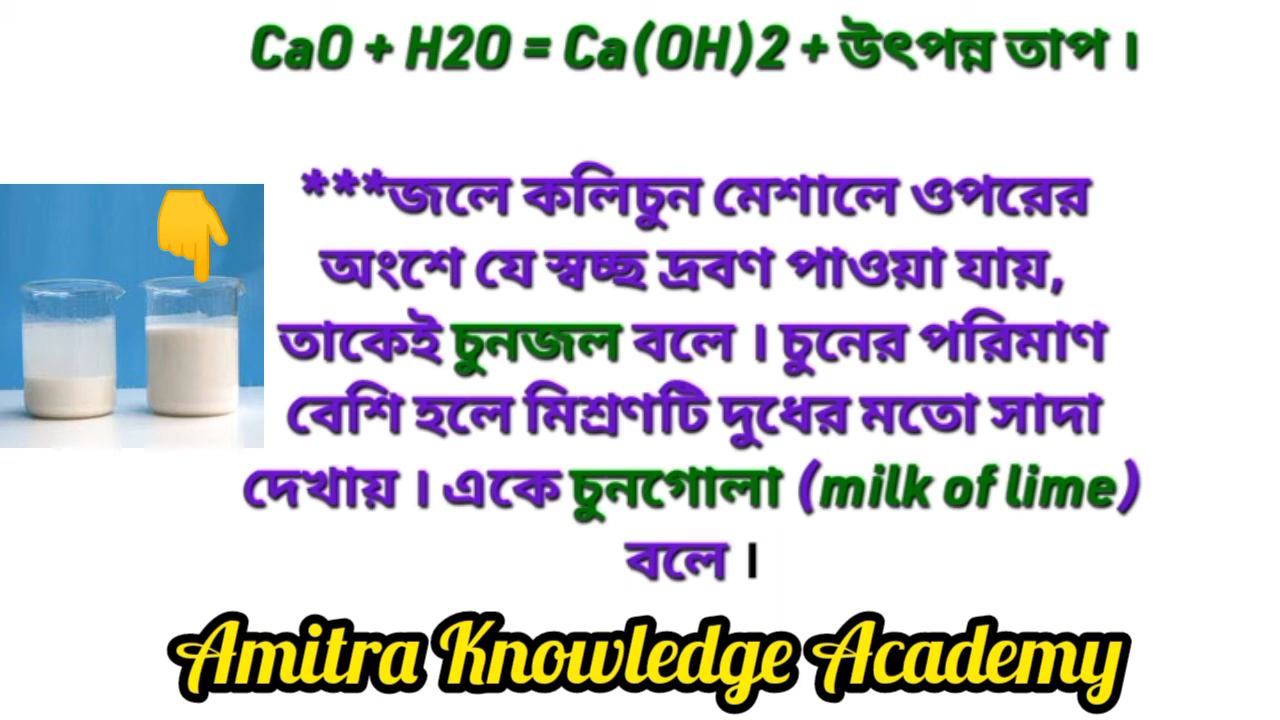 CaO + H2O = Ca(OH)2 + উৎপন্ন তাপ ।
***জলে কলিচুন মেশালে ওপরের
অংশে যে স্বচ্ছ দ্রবণ পাওয়া যায়,
তাকেই চুনজল বলে । চুনের পরিমাণ
বেশি হলে মিশ্রণটি দুধের মতো সাদা
দেখায় । একে চুনগোলা (milk of lime)
বলে ।
Amitra Knowledge Academy